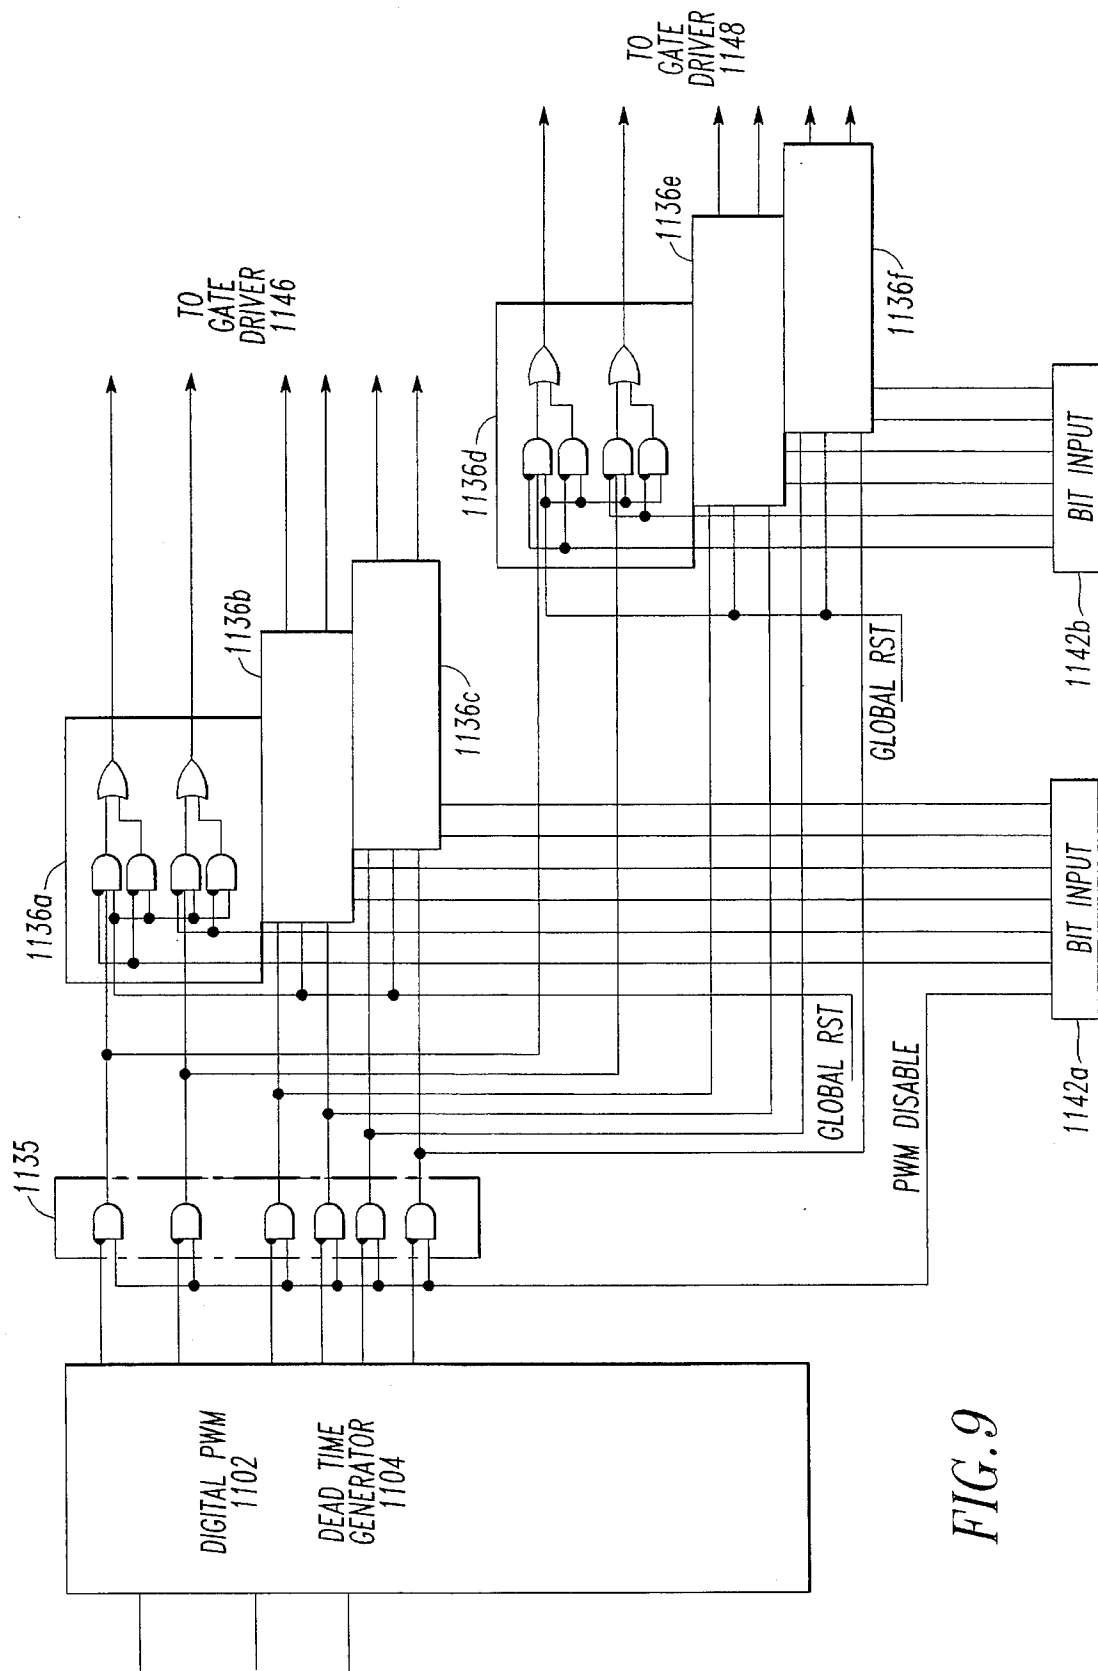 DIGITAL PWM
1102
DEAD TIME
GENERATOR
1104
1135
1136a
1136b
1136c
TO
GATE
DRIVER
1146
1136d
1136e
1136f
TO
GATE
DRIVER
1148
GLOBAL RST
GLOBAL RST
PWM DISABLE
BIT INPUT
1142a
BIT INPUT
1142b
FIG.9